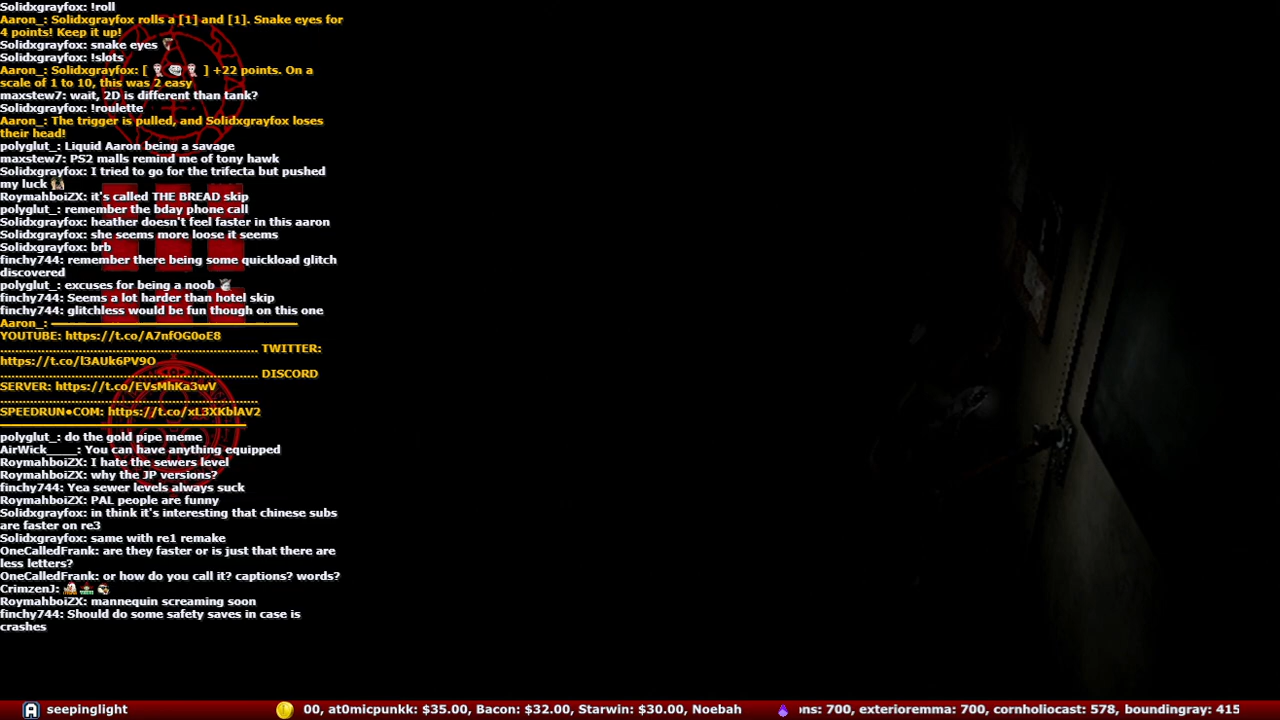 Solidxgrayfox: !roll
Aaron_: Solidxgrayfox rolls a [1] and [1]. Snake eyes for
4 points! Keep it up!
Solidxgrayfox: snake eyes
Solidxgrayfox: !slots
Aaron_: Solidxgrayfox: [ ] +22 points. On a
scale of 1 to 10, this was 2 easy
maxstew7: wait, 2D is different than tank?
Solidxgrayfox: !roulette
Aaron_: The trigger is pulled, and Solidxgrayfox loses
their head!
polyglut_: Liquid Aaron being a savage
maxstew7: PS2 malls remind me of tony hawk
Solidxgrayfox: I tried to go for the trifecta but pushed
my luck
RoymahboiZX: it's called THE BREAD skip
polyglut_: remember the bday phone call
Solidxgrayfox: heather doesn't feel faster in this aaron
Solidxgrayfox: she seems more loose it seems
Solidxgrayfox: brb
finchy744: remember there being some quickload glitch
discovered
polyglut_: excuses for being a noob
finchy744: Seems a lot harder than hotel skip
finchy744: glitchless would be fun though on this one
Aaron_:
YOUTUBE: https://t.co/A7nfOG0oE8
.................................................................... TWITTER:
https://t.co/l3AUk6PV9O
.................................................................... DISCORD
SERVER: https://t.co/EVsMhKa3wV
....................................................................
SPEEDRUN●COM: https://t.co/xL3XKblAV2
polyglut_: do the gold pipe meme
AirWick____: You can have anything equipped
RoymahboiZX: I hate the sewers level
RoymahboiZX: why the JP versions?
finchy744: Yea sewer levels always suck
RoymahboiZX: PAL people are funny
Solidxgrayfox: in think it's interesting that chinese subs
are faster on re3
Solidxgrayfox: same with re1 remake
OneCalledFrank: are they faster or is just that there are
less letters?
OneCalledFrank: or how do you call it? captions? words?
CrimzenJ:
RoymahboiZX: mannequin screaming soon
finchy744: Should do some safety saves in case is
crashes
A seepinglight 00, at0micpunkk: $35.00, Bacon: $32.00, Starwin: $30.00, Noebah ons: 700, exterioremma: 700, cornholiocast: 578, boundingray: 415